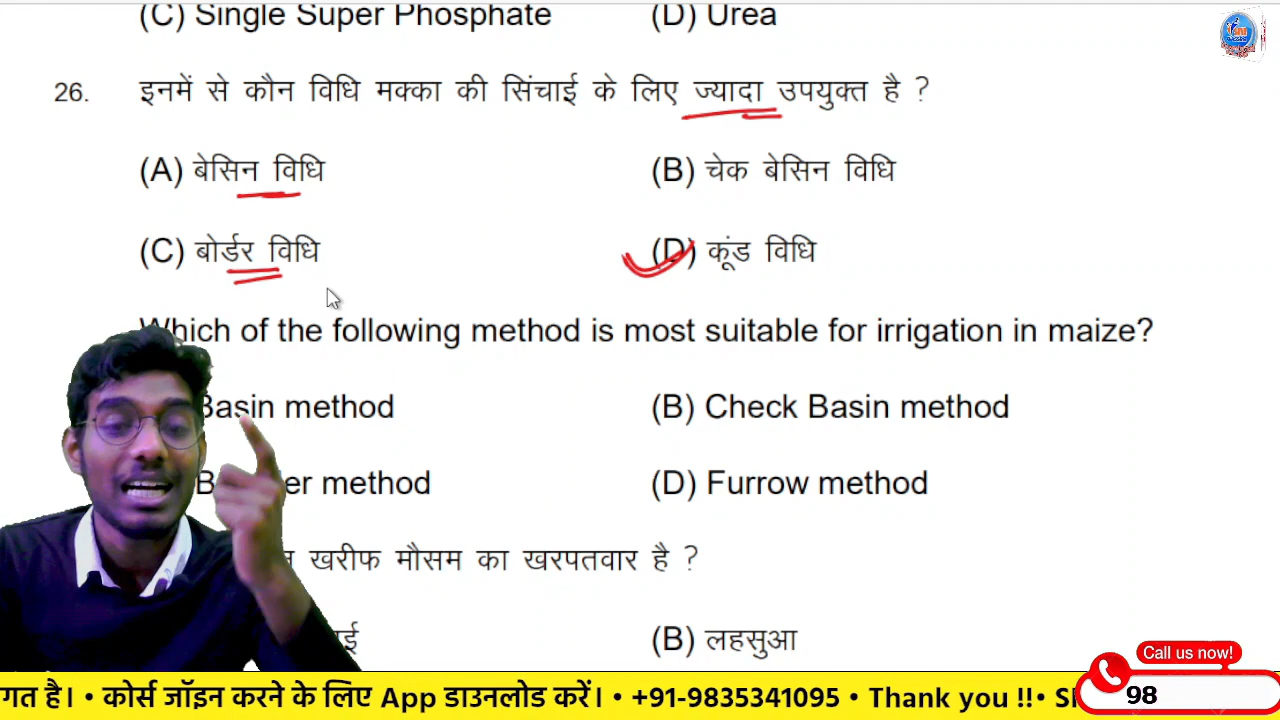 (C) Single Super Phosphate (D) Urea
26. इनमें से कौन विधि मक्का की सिंचाई के लिए ज्यादा उपयुक्त है ?
(A) बेसिन विधि (B) चेक बेसिन विधि
(C) बोर्डर विधि (D) कूंड विधि
Which of the following method is most suitable for irrigation in maize?
Basin method (B) Check Basin method
method (D) Furrow method
खरीफ मौसम का खरपतवार है ?
(B) लहसुआ
Call us now!
है। • कोर्स जॉइन करने के लिए App डाउनलोड करें। • +91-9835341095 • Thank you !!•
98